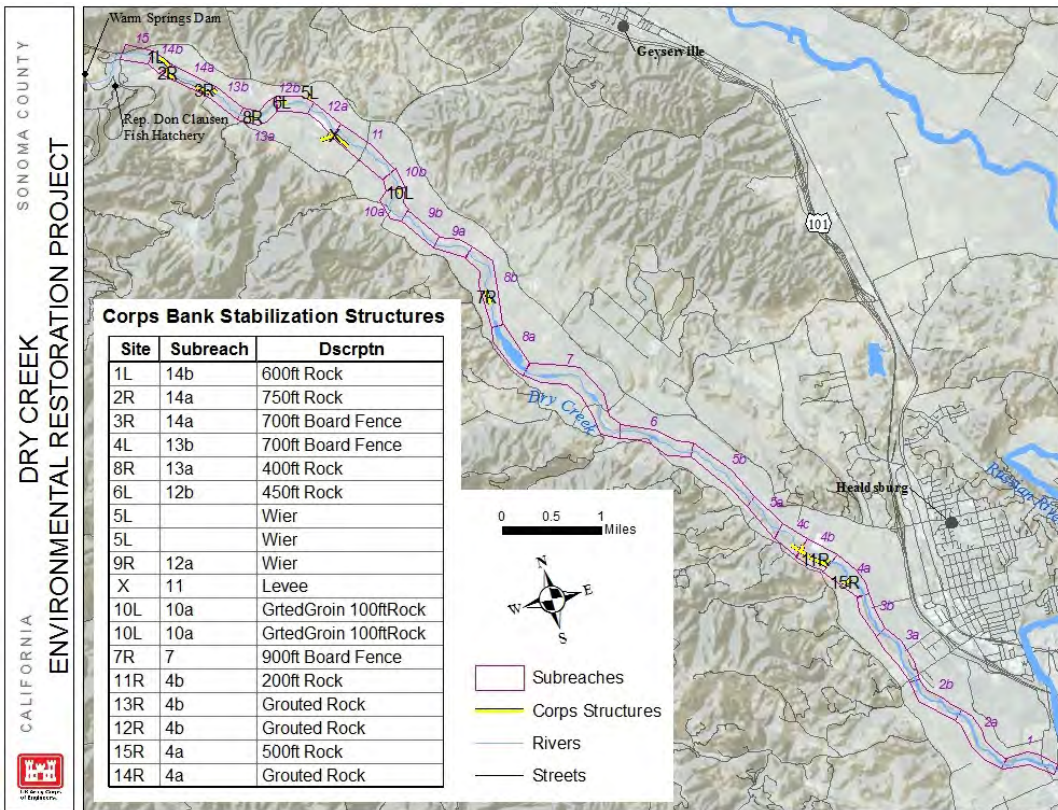 SONOMA COUNTY
CALIFORNIA
DRY CREEK
ENVIRONMENTAL RESTORATION PROJECT
US Army Corps
of Engineers
Warm Springs Dam
Rep. Don Clausen
Fish Hatchery
Geyserville
101
Healdsburg
Russian River
Dry Creek
15
14b
1L
2R
14a
3R
13b
8R
13a
12b
6L
5L
12a
X
11
10b
10L
10a
9b
9a
8b
7R
8a
7
6
5b
5a
4c
4b
11R
4a
15R
3b
3a
2b
2a
1
Corps Bank Stabilization Structures
Site Subreach Dscrptn
1L 14b 600ft Rock
2R 14a 750ft Rock
3R 14a 700ft Board Fence
4L 13b 700ft Board Fence
8R 13a 400ft Rock
6L 12b 450ft Rock
5L Wier
5L Wier
9R 12a Wier
X 11 Levee
10L 10a GrtedGroin 100ftRock
10L 10a GrtedGroin 100ftRock
7R 7 900ft Board Fence
11R 4b 200ft Rock
13R 4b Grouted Rock
12R 4b Grouted Rock
15R 4a 500ft Rock
14R 4a Grouted Rock
0 0.5 1
Miles
N
W E
S
Subreaches
Corps Structures
Rivers
Streets